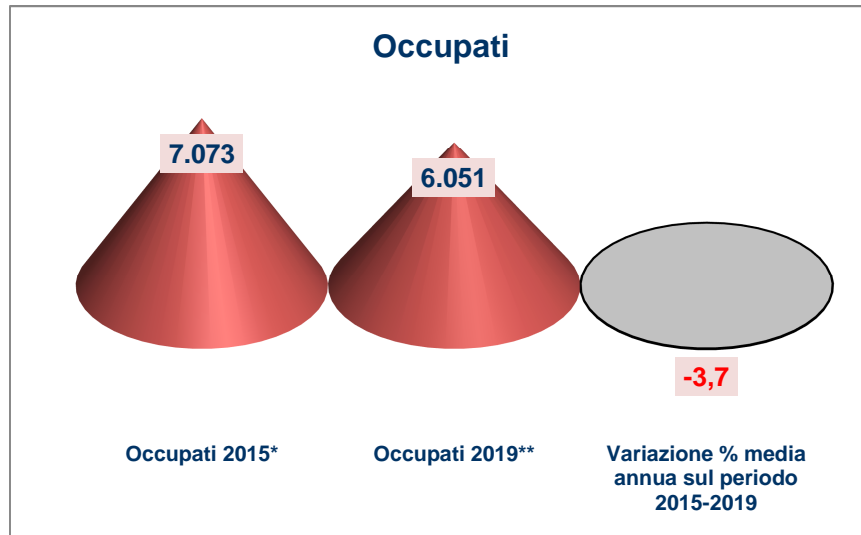 Occupati
7.073
6.051
-3,7
Occupati 2015*
Occupati 2019**
Variazione % media
annua sul periodo
2015-2019